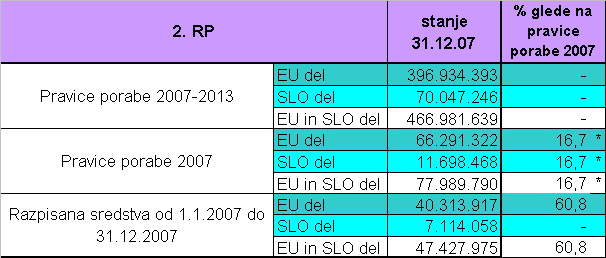 2. RP
stanje
31.12.07
% glede na
pravice
porabe 2007
Pravice porabe 2007-2013
EU del 396.934.393 -
SLO del 70.047.246 -
EU in SLO del 466.981.639 -
Pravice porabe 2007
EU del 66.291.322 16,7 *
SLO del 11.698.468 16,7 *
EU in SLO del 77.989.790 16,7 *
Razpisana sredstva od 1.1.2007 do
31.12.2007
EU del 40.313.917 60,8
SLO del 7.114.058 -
EU in SLO del 47.427.975 60,8